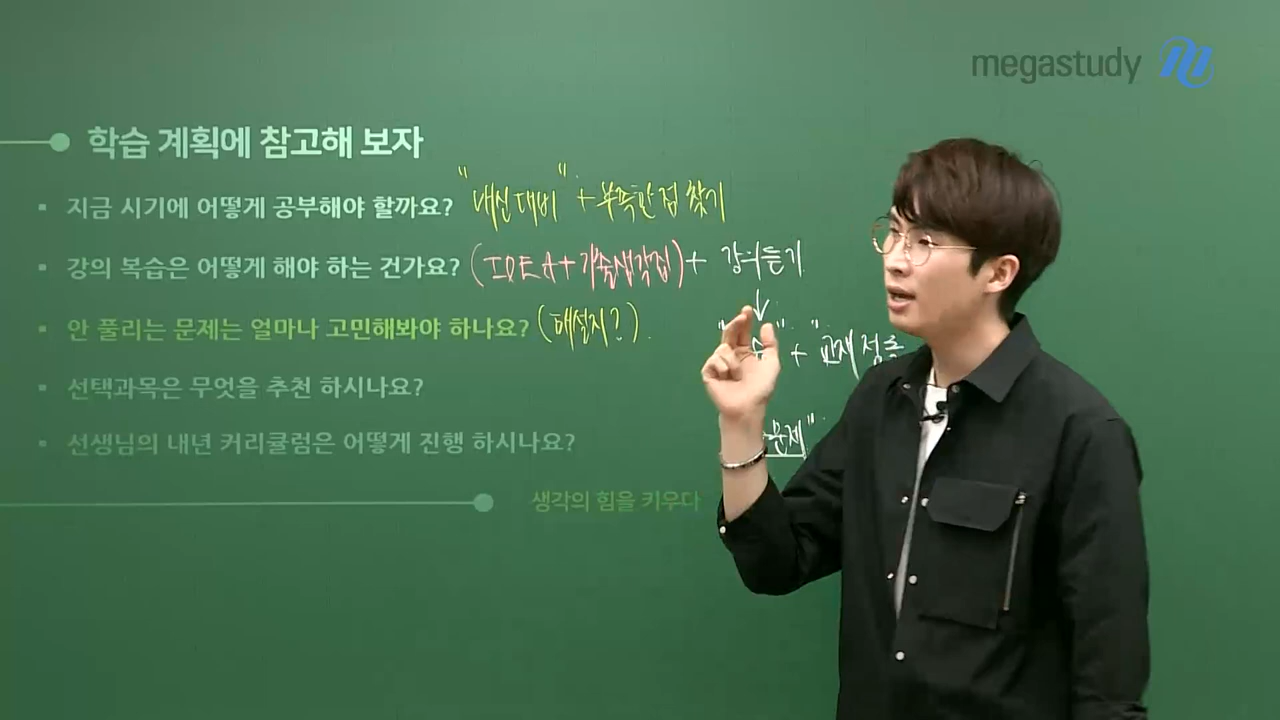 megastudy
학습 계획에 참고해 보자
지금 시기에 어떻게 공부해야 할까요? "내신대비" + 부족한 점 찾기
강의 복습은 어떻게 해야 하는 건가요? (IDEA+기출생각집)+ 강의듣기
안 풀리는 문제는 얼마나 고민해봐야 하나요? (해설지?).
+ "교재 정
선택과목은 무엇을 추천 하시나요?
문제"
선생님의 내년 커리큘럼은 어떻게 진행 하시나요?
생각의 힘을 키우다